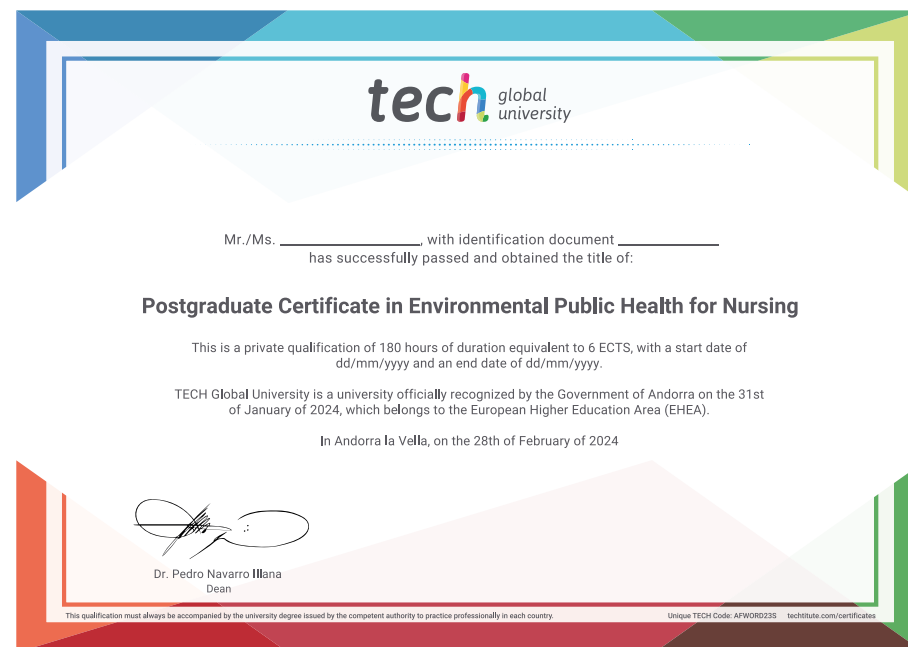 tech global university
Mr./Ms. ____________, with identification document ____________
has successfully passed and obtained the title of:
Postgraduate Certificate in Environmental Public Health for Nursing
This is a private qualification of 180 hours of duration equivalent to 6 ECTS, with a start date of
dd/mm/yyyy and an end date of dd/mm/yyyy.
TECH Global University is a university officially recognized by the Government of Andorra on the 31st
of January of 2024, which belongs to the European Higher Education Area (EHEA).
In Andorra la Vella, on the 28th of February of 2024
Dr. Pedro Navarro Illana
Dean
This qualification must always be accompanied by the university degree issued by the competent authority to practice professionally in each country.
Unique TECH Code: AFWORD23S techtitute.com/certificates